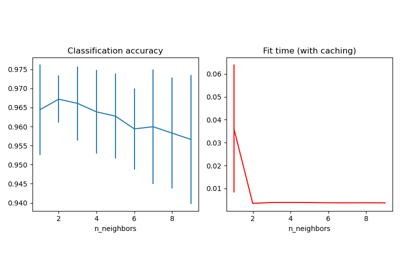 Classification accuracy
0.975
0.970
0.965
0.960
0.955
0.950
0.945
0.940
2 4 6 8
n_neighbors
Fit time (with caching)
0.06
0.05
0.04
0.03
0.02
0.01
2 4 6 8
n_neighbors